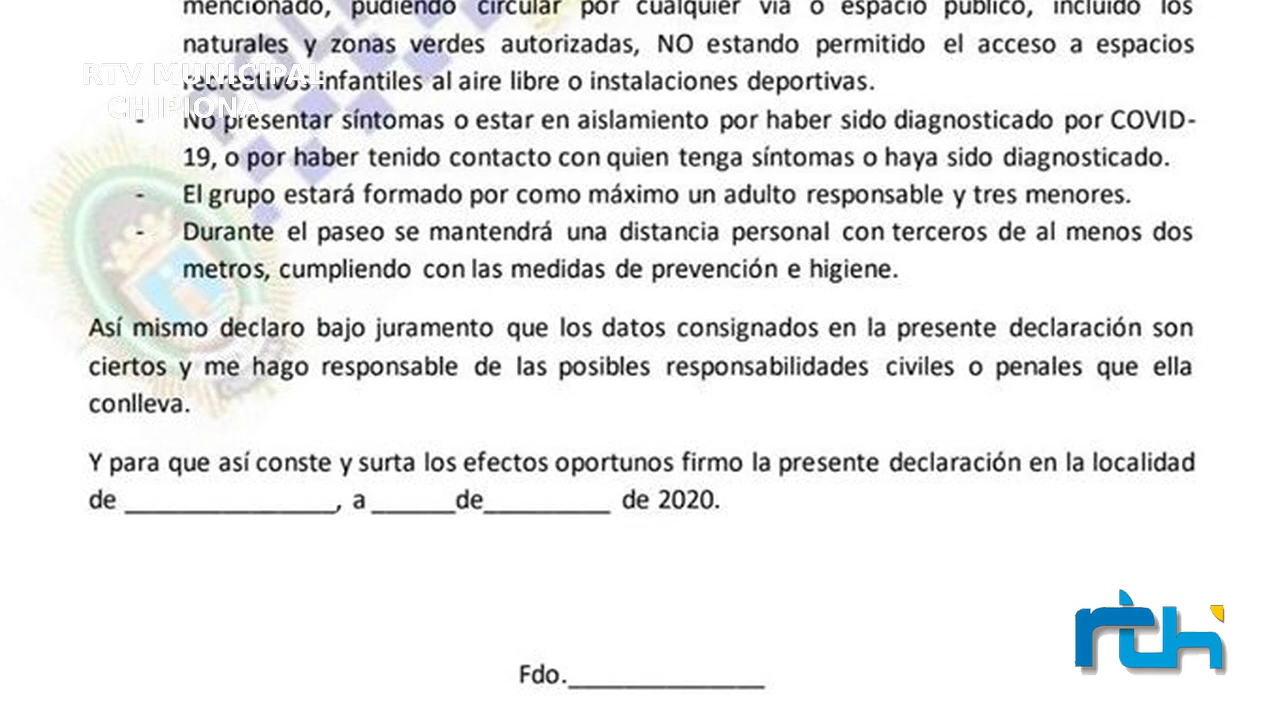 mencionado, pudiendo circular por cualquier vía o espacio público, incluido los
naturales y zonas verdes autorizadas, NO estando permitido el acceso a espacios
RTV MUNICIPAL
CHIPIONA
recreativos infantiles al aire libre o instalaciones deportivas.
- No presentar síntomas o estar en aislamiento por haber sido diagnosticado por COVID-
19, o por haber tenido contacto con quien tenga síntomas o haya sido diagnosticado.
- El grupo estará formado por como máximo un adulto responsable y tres menores.
- Durante el paseo se mantendrá una distancia personal con terceros de al menos dos
metros, cumpliendo con las medidas de prevención e higiene.
Así mismo declaro bajo juramento que los datos consignados en la presente declaración son
ciertos y me hago responsable de las posibles responsabilidades civiles o penales que ella
conlleva.
Y para que así conste y surta los efectos oportunos firmo la presente declaración en la localidad
de _______________, a ______de_________ de 2020.
rtch
Fdo.______________